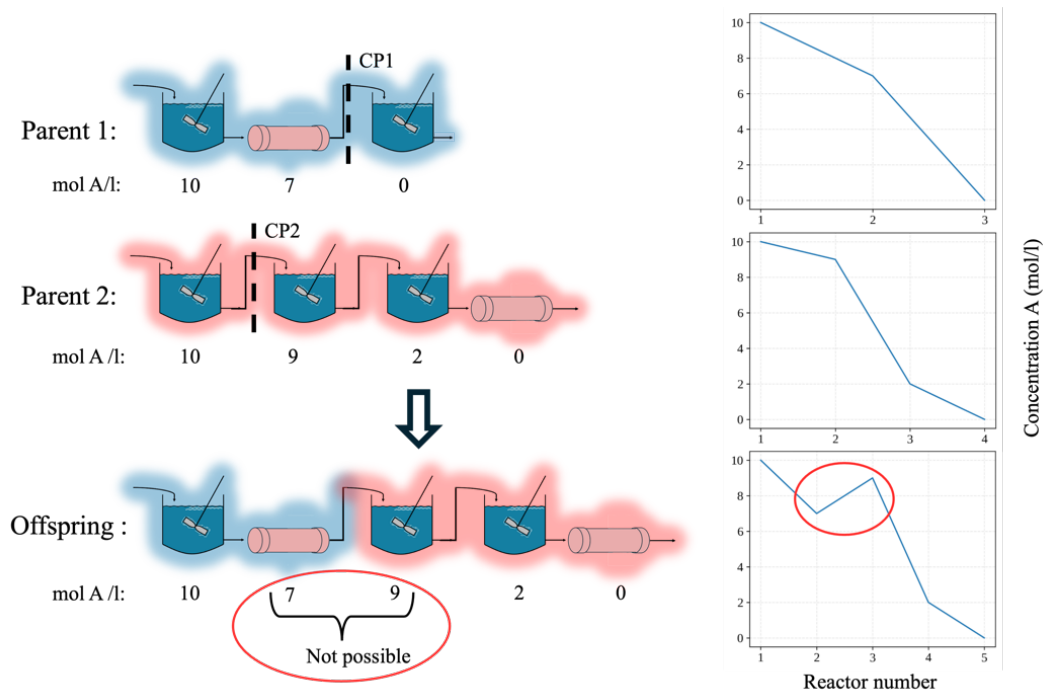 CP1
Parent 1:
mol A/l: 10 7 0
CP2
Parent 2:
mol A /l: 10 9 2 0
Offspring :
mol A /l: 10 7 9 2 0
Not possible
10
8
6
4
2
0
1 2 3
10
8
6
4
2
0
1 2 3 4
10
8
6
4
2
0
1 2 3 4 5
Reactor number
Concentration A (mol/l)